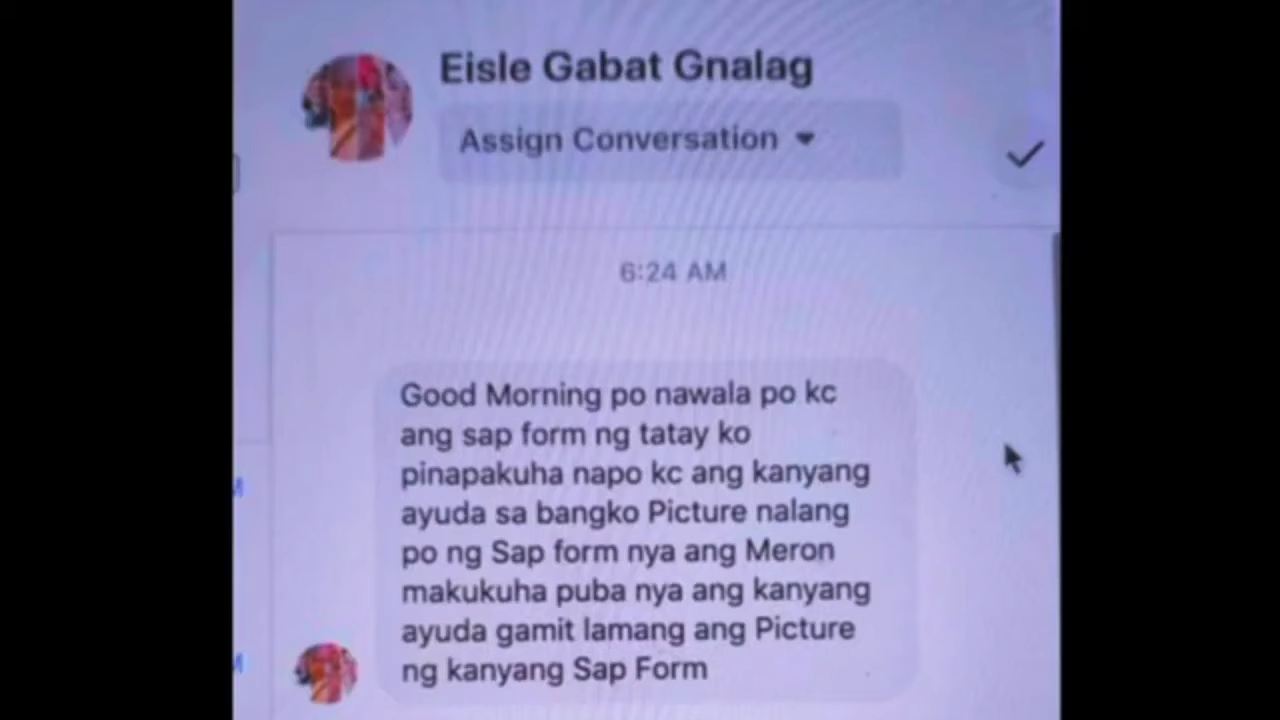 Eisle Gabat Gnalag
Assign Conversation
6:24 AM
Good Morning po nawala po kc
ang sap form ng tatay ko
pinapakuha napo kc ang kanyang
ayuda sa bangko Picture nalang
po ng Sap form nya ang Meron
makukuha puba nya ang kanyang
ayuda gamit lamang ang Picture
ng kanyang Sap Form